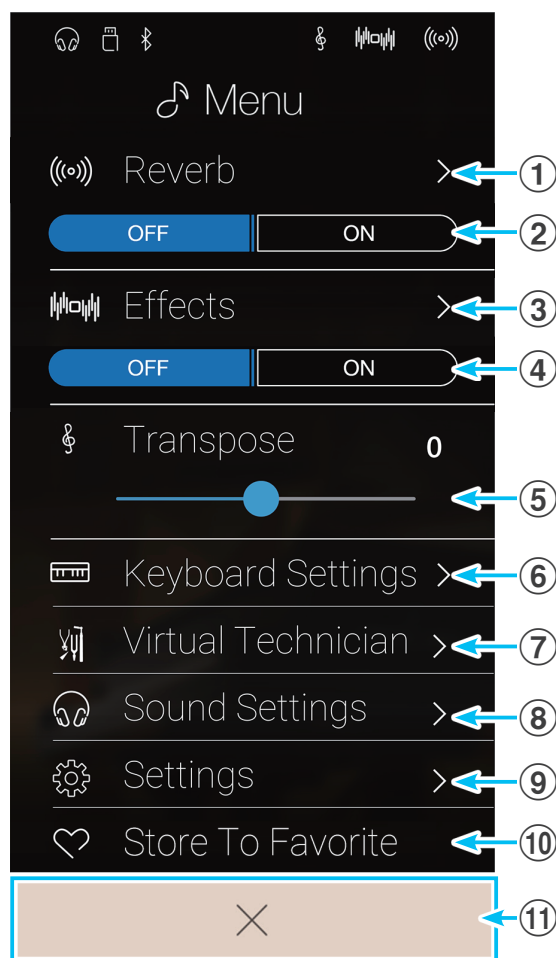 Menu
Reverb
1
OFF ON
2
Effects
3
OFF ON
4
Transpose 0
5
Keyboard Settings
6
Virtual Technician
7
Sound Settings
8
Settings
9
Store To Favorite
10
11